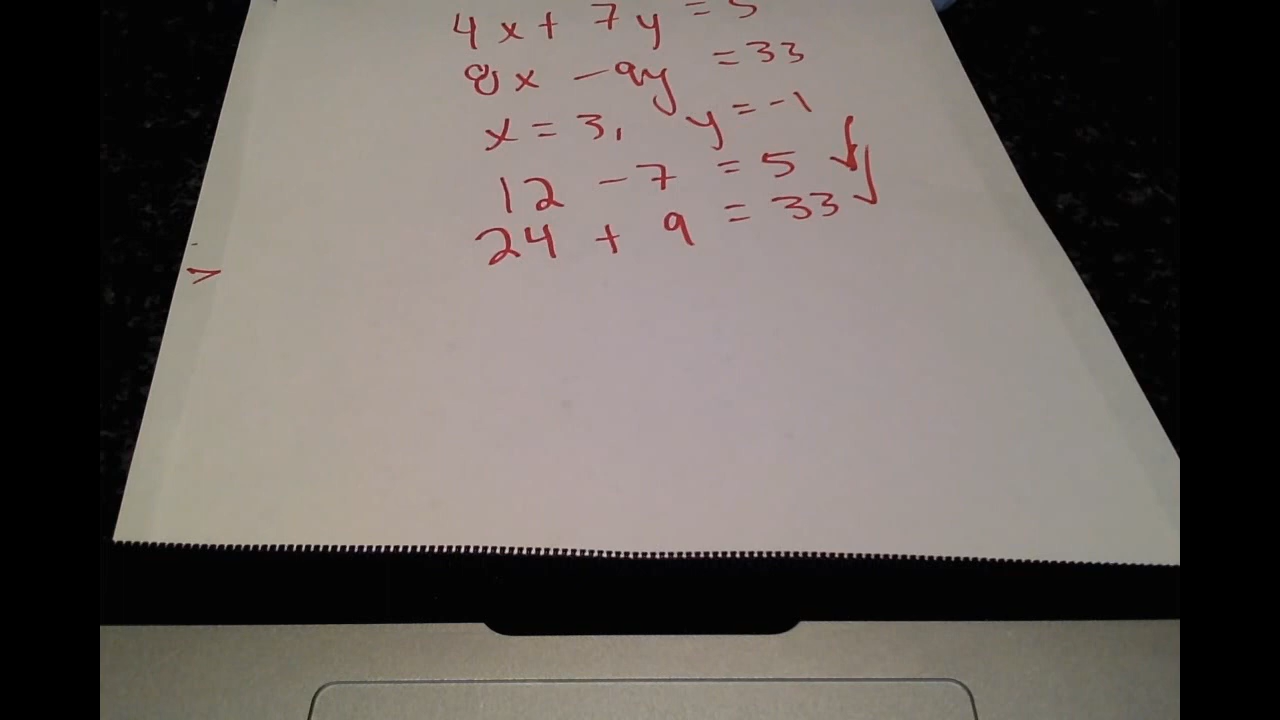 4x + 7y = 5
8x - 9y = 33
x = 3, y = -1
12 - 7 = 5 ✓
24 + 9 = 33 ✓
>